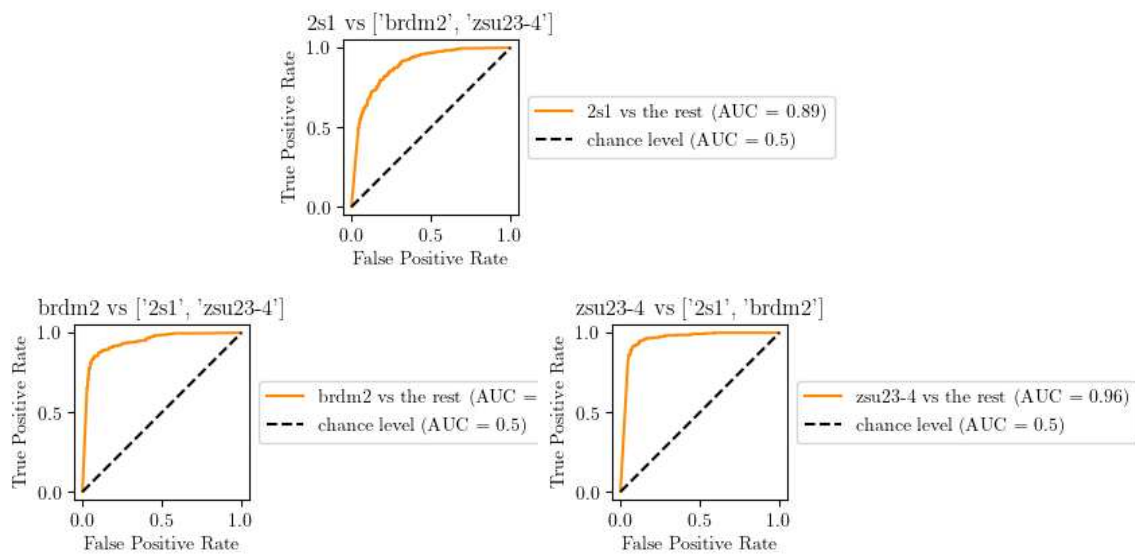 2s1 vs ['brdm2', 'zsu23-4']
True Positive Rate
1.0
0.5
0.0
0.0 0.5 1.0
False Positive Rate
2s1 vs the rest (AUC = 0.89)
chance level (AUC = 0.5)
brdm2 vs ['2s1', 'zsu23-4']
True Positive Rate
1.0
0.5
0.0
0.0 0.5 1.0
False Positive Rate
brdm2 vs the rest (AUC =
chance level (AUC = 0.5)
zsu23-4 vs ['2s1', 'brdm2']
True Positive Rate
1.0
0.5
0.0
0.0 0.5 1.0
False Positive Rate
zsu23-4 vs the rest (AUC = 0.96)
chance level (AUC = 0.5)